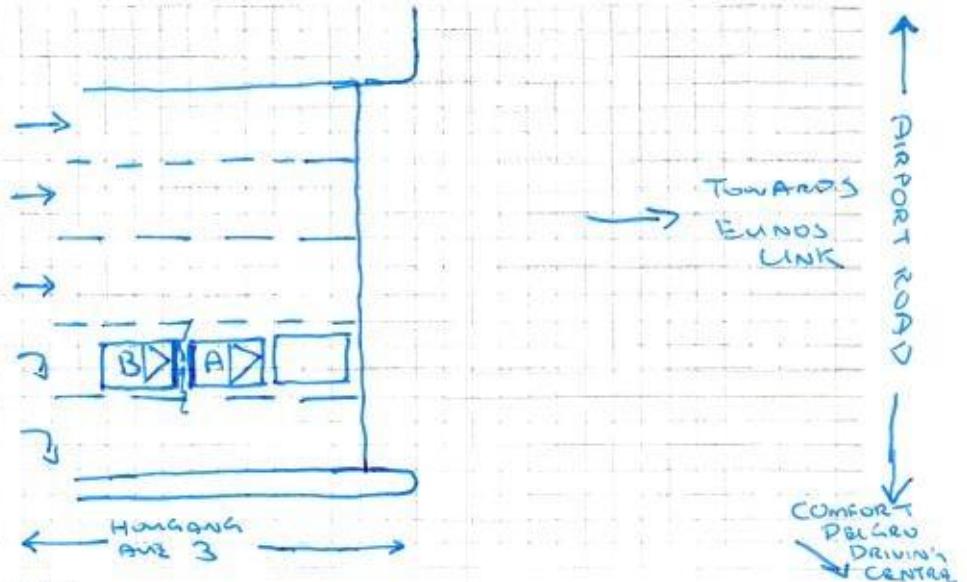 TOWARDS
EUNOS
LINK
AIRPORT ROAD
B A
HOUGANG
AVE 3
COMFORT
DELGRO
DRIVING
CENTRE